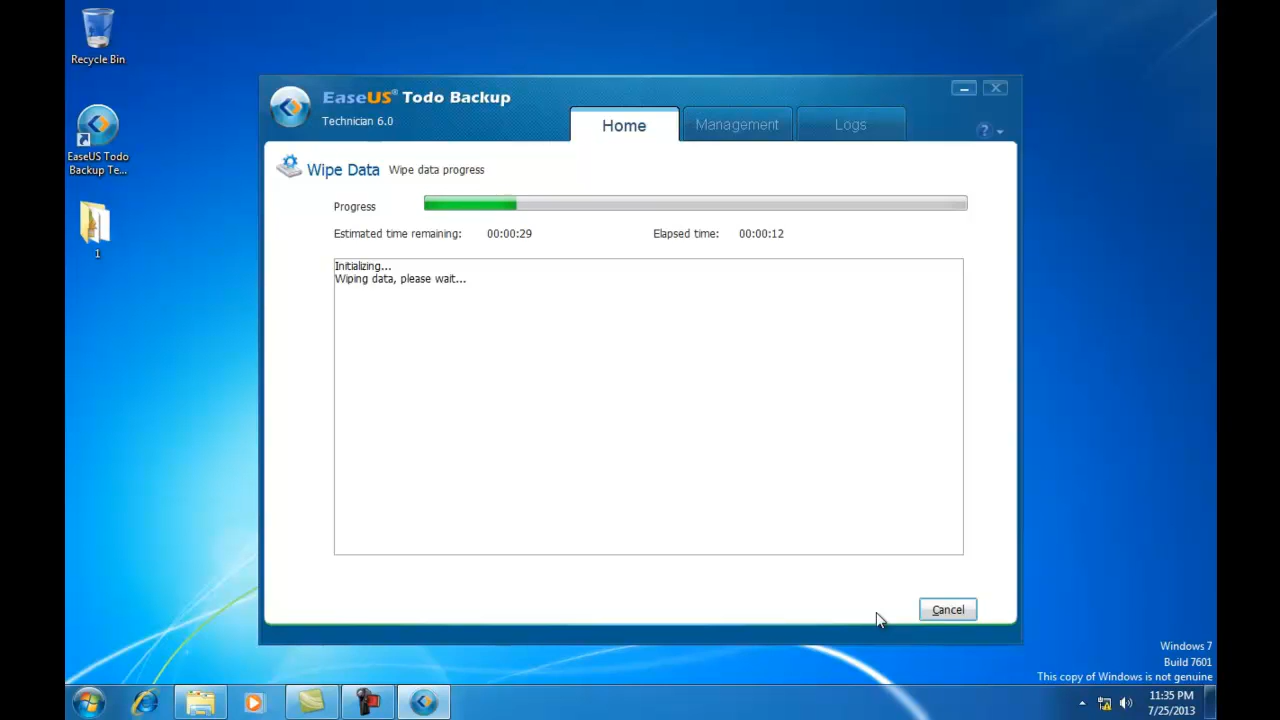 Recycle Bin
EaseUS Todo
Backup Te...
1
EaseUS® Todo Backup
Technician 6.0
Home
Management
Logs
?
Wipe Data Wipe data progress
Progress
Estimated time remaining: 00:00:29 Elapsed time: 00:00:12
Initializing...
Wiping data, please wait...
Cancel
Windows 7
Build 7601
This copy of Windows is not genuine
11:35 PM
7/25/2013